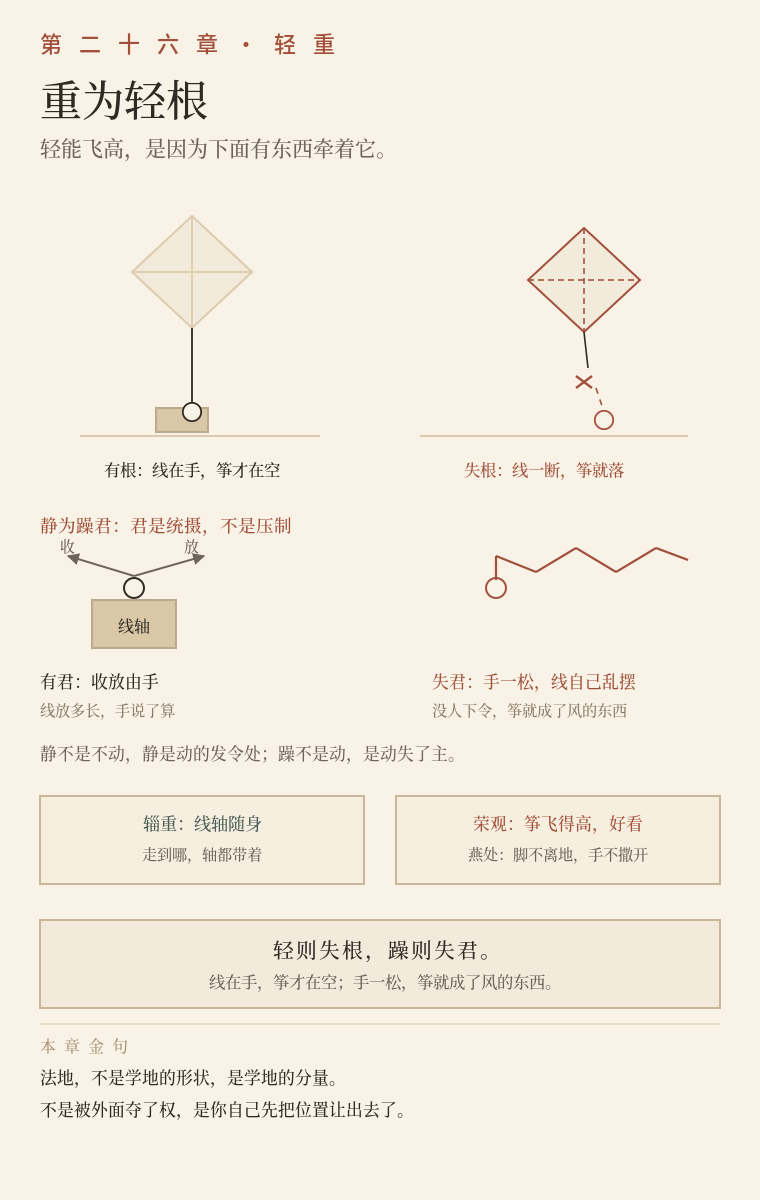 第二十六章·轻重
重为轻根
轻能飞高，是因为下面有东西牵着它。
有根：线在手，筝才在空
失根：线一断，筝就落
静为躁君：君是统摄，不是压制
收
放
线轴
有君：收放由手
线放多长，手说了算
失君：手一松，线自己乱摆
没人下令，筝就成了风的东西
静不是不动，静是动的发令处；躁不是动，是动失了主。
辎重：线轴随身
走到哪，轴都带着
荣观：筝飞得高，好看
燕处：脚不离地，手不撒开
轻则失根，躁则失君。
线在手，筝才在空；手一松，筝就成了风的东西。
本章金句
法地，不是学地的形状，是学地的分量。
不是被外面夺了权，是你自己先把位置让出去了。